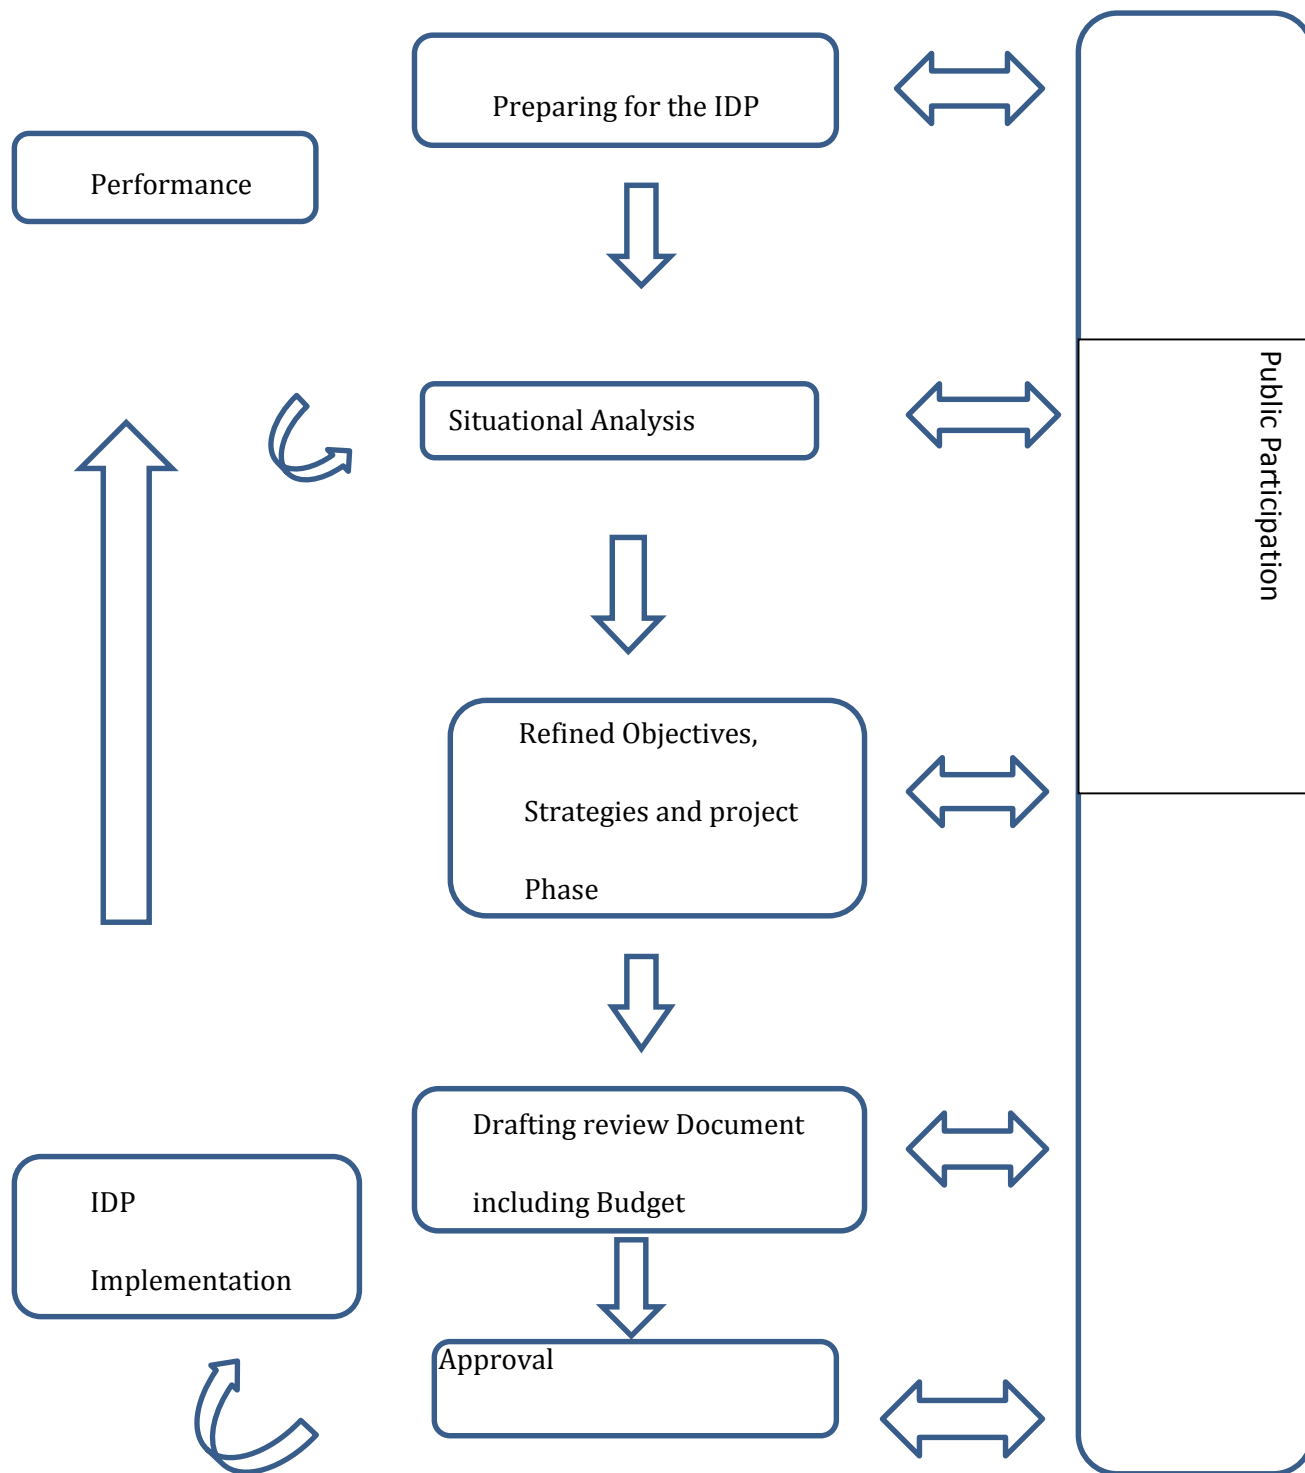 Preparing for the IDP
Performance
Situational Analysis
Public Participation
Refined Objectives,
Strategies and project
Phase
Drafting review Document
including Budget
IDP
Implementation
Approval